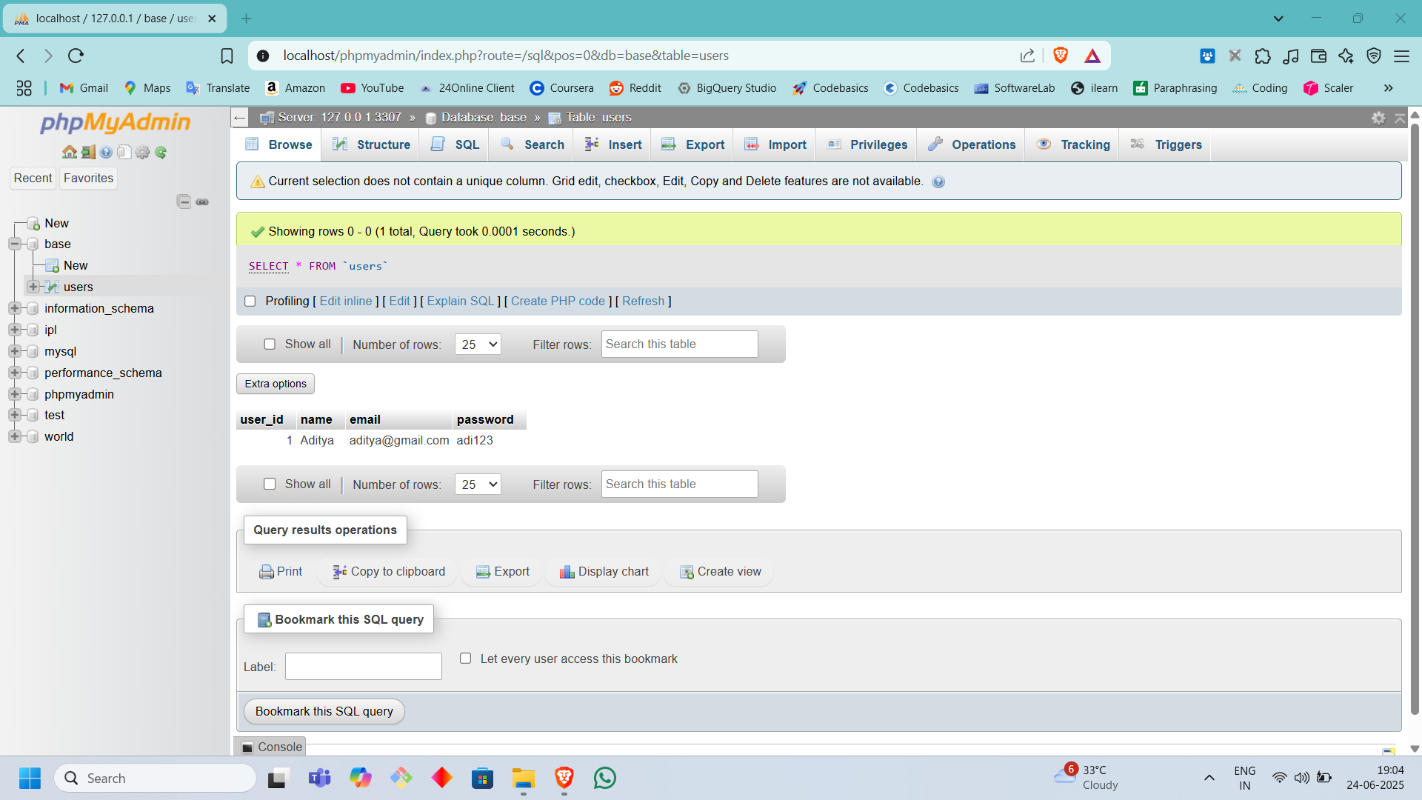 localhost / 127.0.0.1 / base / use
localhost/phpmyadmin/index.php?route=/sql&pos=0&db=base&table=users
Gmail Maps Translate Amazon YouTube 24Online Client Coursera Reddit BigQuery Studio Codebasics Codebasics SoftwareLab ilearn Paraphrasing Coding Scaler »
phpMyAdmin
Recent Favorites
New
base
New
users
information_schema
ipl
mysql
performance_schema
phpmyadmin
test
world
Server: 127.0.0.1:3307 » Database: base » Table: users
Browse Structure SQL Search Insert Export Import Privileges Operations Tracking Triggers
Current selection does not contain a unique column. Grid edit, checkbox, Edit, Copy and Delete features are not available.
Showing rows 0 - 0 (1 total, Query took 0.0001 seconds.)
SELECT * FROM `users`
Profiling [ Edit inline ] [ Edit ] [ Explain SQL ] [ Create PHP code ] [ Refresh ]
Show all Number of rows: 25 Filter rows: Search this table
Extra options
user_id name email password
1 Aditya aditya@gmail.com adi123
Show all Number of rows: 25 Filter rows: Search this table
Query results operations
Print Copy to clipboard Export Display chart Create view
Bookmark this SQL query
Label: Let every user access this bookmark
Bookmark this SQL query
Console
Search
6 33°C
Cloudy
ENG
IN
19:04
24-06-2025